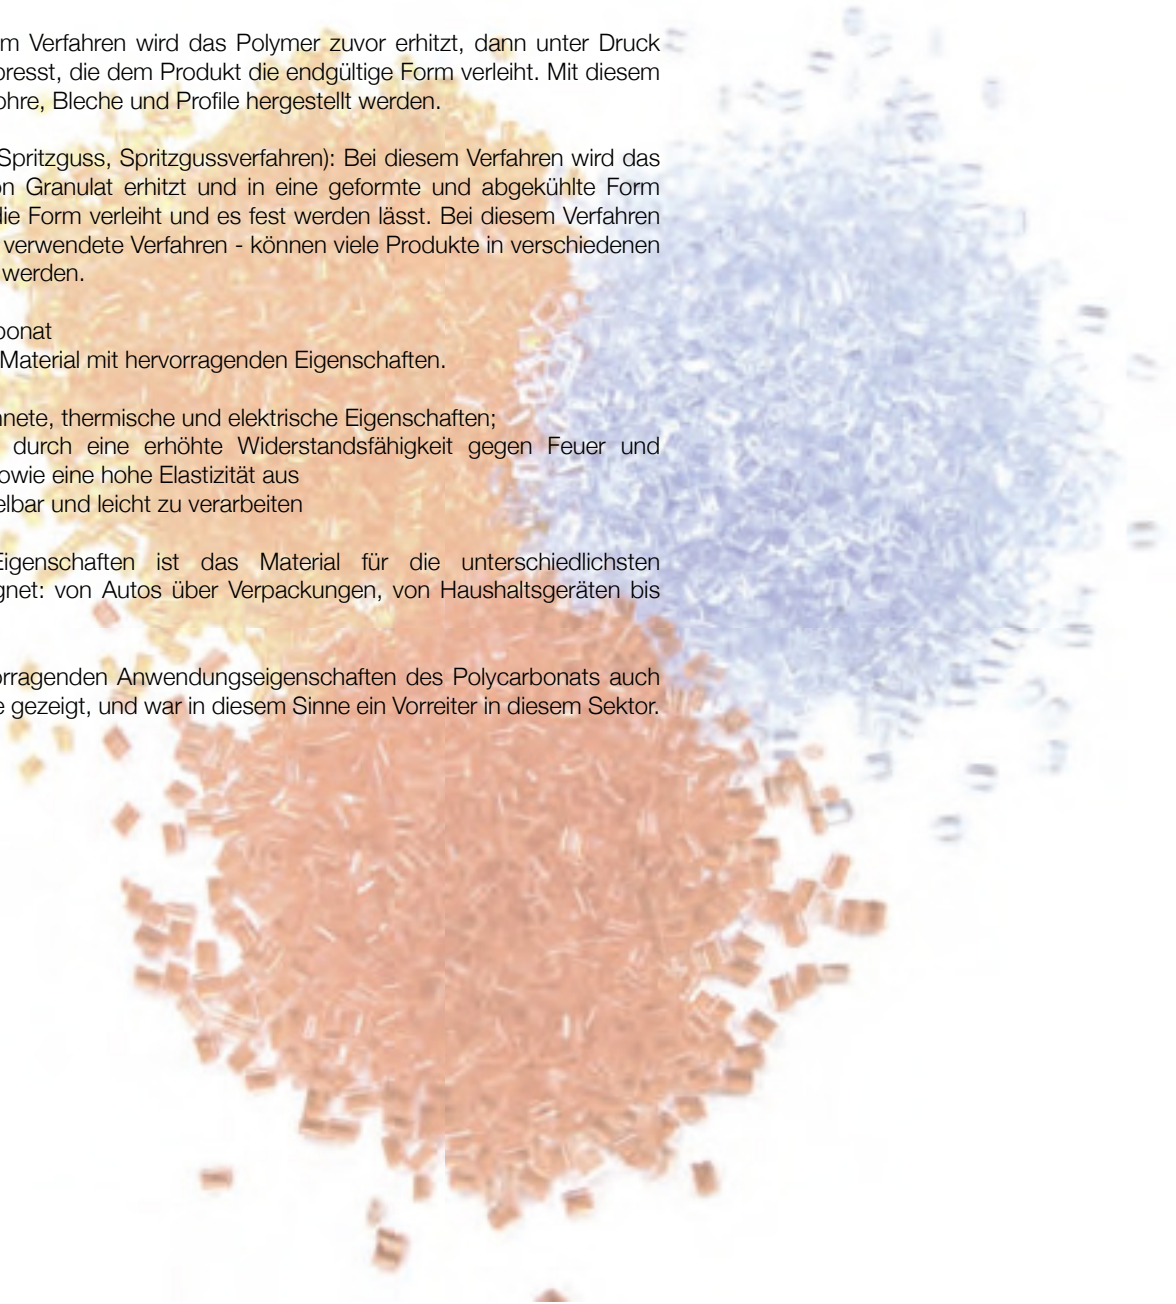 m Verfahren wird das Polymer zuvor erhitzt, dann unter Druck
presst, die dem Produkt die endgültige Form verleiht. Mit diesem
ohre, Bleche und Profile hergestellt werden.
Spritzguss, Spritzgussverfahren): Bei diesem Verfahren wird das
on Granulat erhitzt und in eine geformte und abgekühlte Form
die Form verleiht und es fest werden lässt. Bei diesem Verfahren
verwendete Verfahren - können viele Produkte in verschiedenen
werden.
bonat
Material mit hervorragenden Eigenschaften.
nnete, thermische und elektrische Eigenschaften;
durch eine erhöhte Widerstandsfähigkeit gegen Feuer und
owie eine hohe Elastizität aus
elbar und leicht zu verarbeiten
Eigenschaften ist das Material für die unterschiedlichsten
gnet: von Autos über Verpackungen, von Haushaltsgeräten bis
orragenden Anwendungseigenschaften des Polycarbonats auch
e gezeigt, und war in diesem Sinne ein Vorreiter in diesem Sektor.